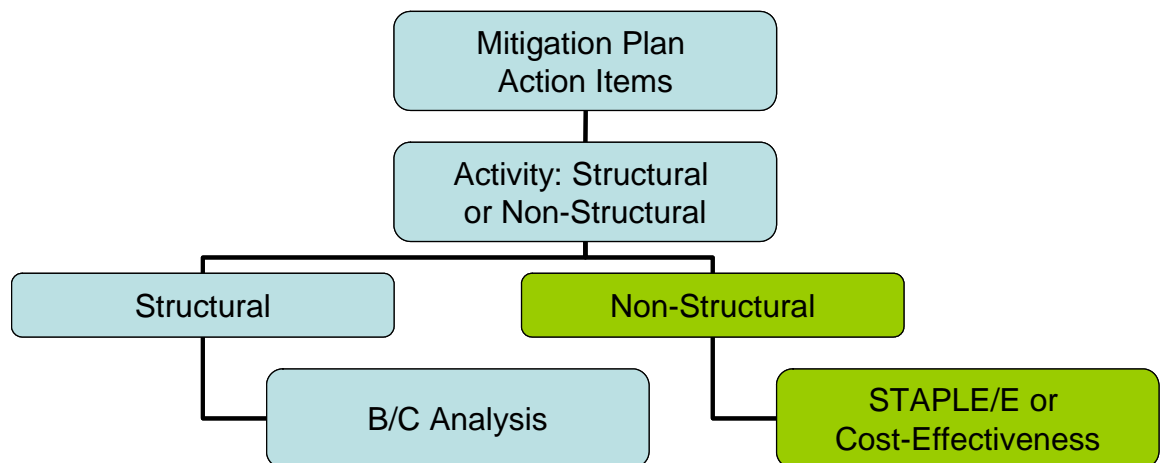 Mitigation Plan
Action Items
Activity: Structural
or Non-Structural
Structural
Non-Structural
B/C Analysis
STAPLE/E or
Cost-Effectiveness